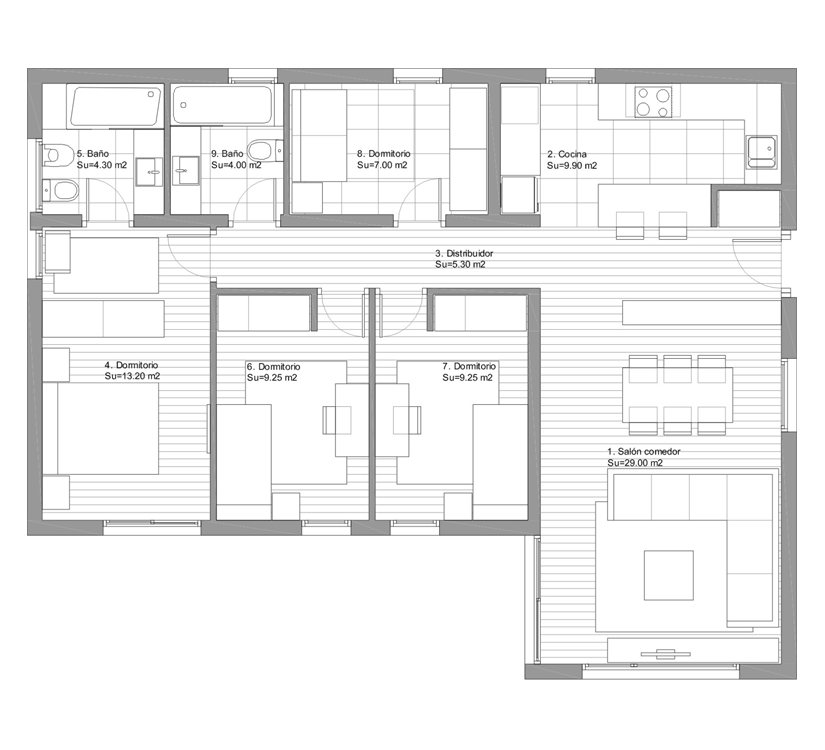 5. Baño
Su=4.30 m2
9. Baño
Su=4.00 m2
8. Dormitorio
Su=7.00 m2
2. Cocina
Su=9.90 m2
3. Distribuidor
Su=5.30 m2
4. Dormitorio
Su=13.20 m2
6. Dormitorio
Su=9.25 m2
7. Dormitorio
Su=9.25 m2
1. Salón comedor
Su=29.00 m2